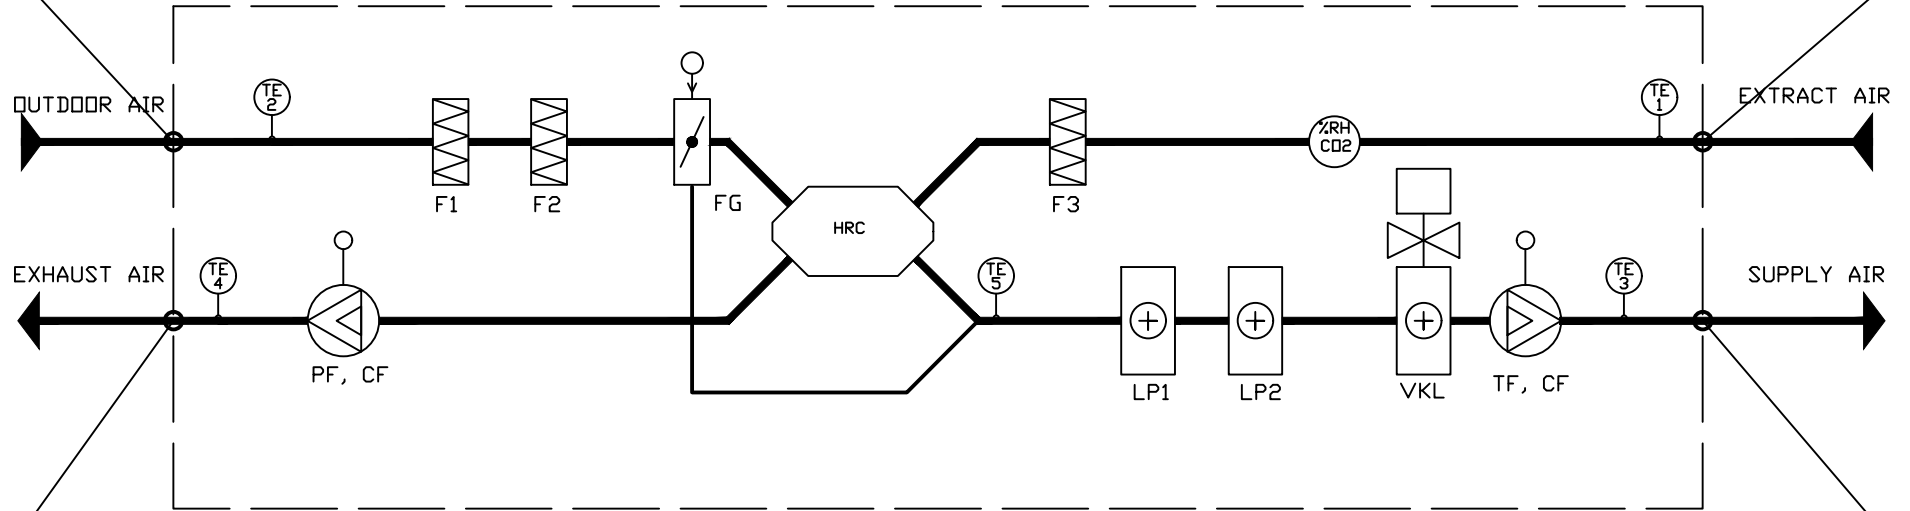 OUTDOOR AIR
TE
2
TE
1
EXTRACT AIR
%RH
CO2
F1
F2
FG
F3
HRC
EXHAUST AIR
TE
4
TE
5
TE
3
SUPPLY AIR
PF, CF
LP1
LP2
VKL
TF, CF